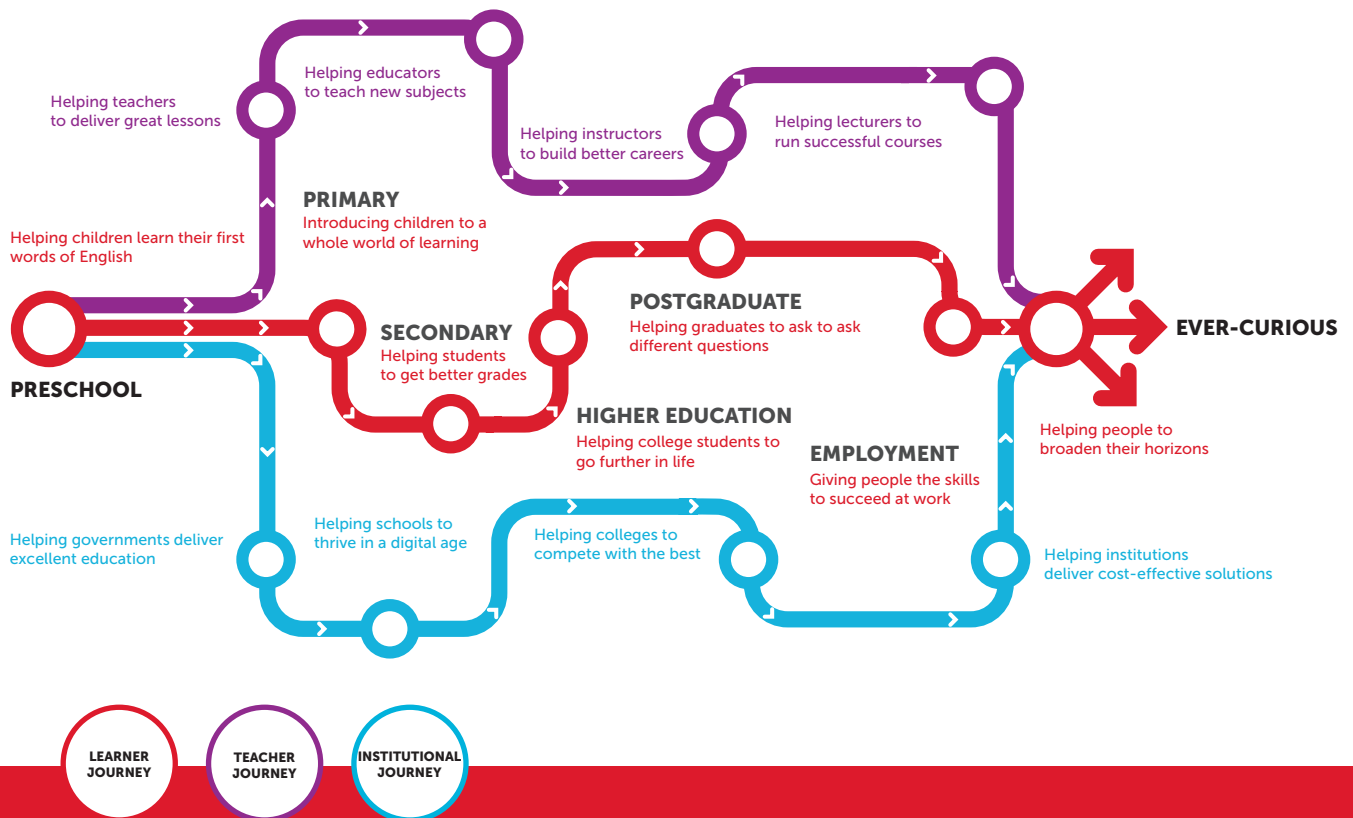 Helping educators
to teach new subjects
Helping teachers
to deliver great lessons
Helping instructors
to build better careers
Helping lecturers to
run successful courses
PRIMARY
Introducing children to a
whole world of learning
Helping children learn their first
words of English
PRESCHOOL
SECONDARY
Helping students
to get better grades
POSTGRADUATE
Helping graduates to ask to ask
different questions
EVER-CURIOUS
HIGHER EDUCATION
Helping college students to
go further in life
EMPLOYMENT
Giving people the skills
to succeed at work
Helping people to
broaden their horizons
Helping governments deliver
excellent education
Helping schools to
thrive in a digital age
Helping colleges to
compete with the best
Helping institutions
deliver cost-effective solutions
LEARNER
JOURNEY
TEACHER
JOURNEY
INSTITUTIONAL
JOURNEY